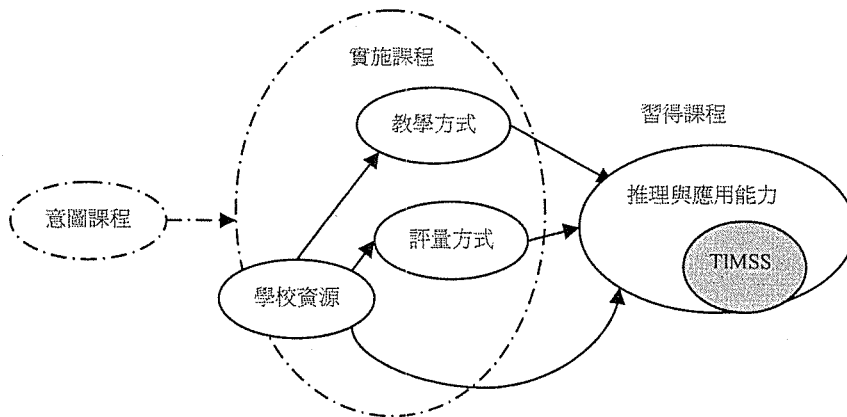 實施課程
教學方式
習得課程
推理與應用能力
意圖課程
評量方式
TIMSS
學校資源